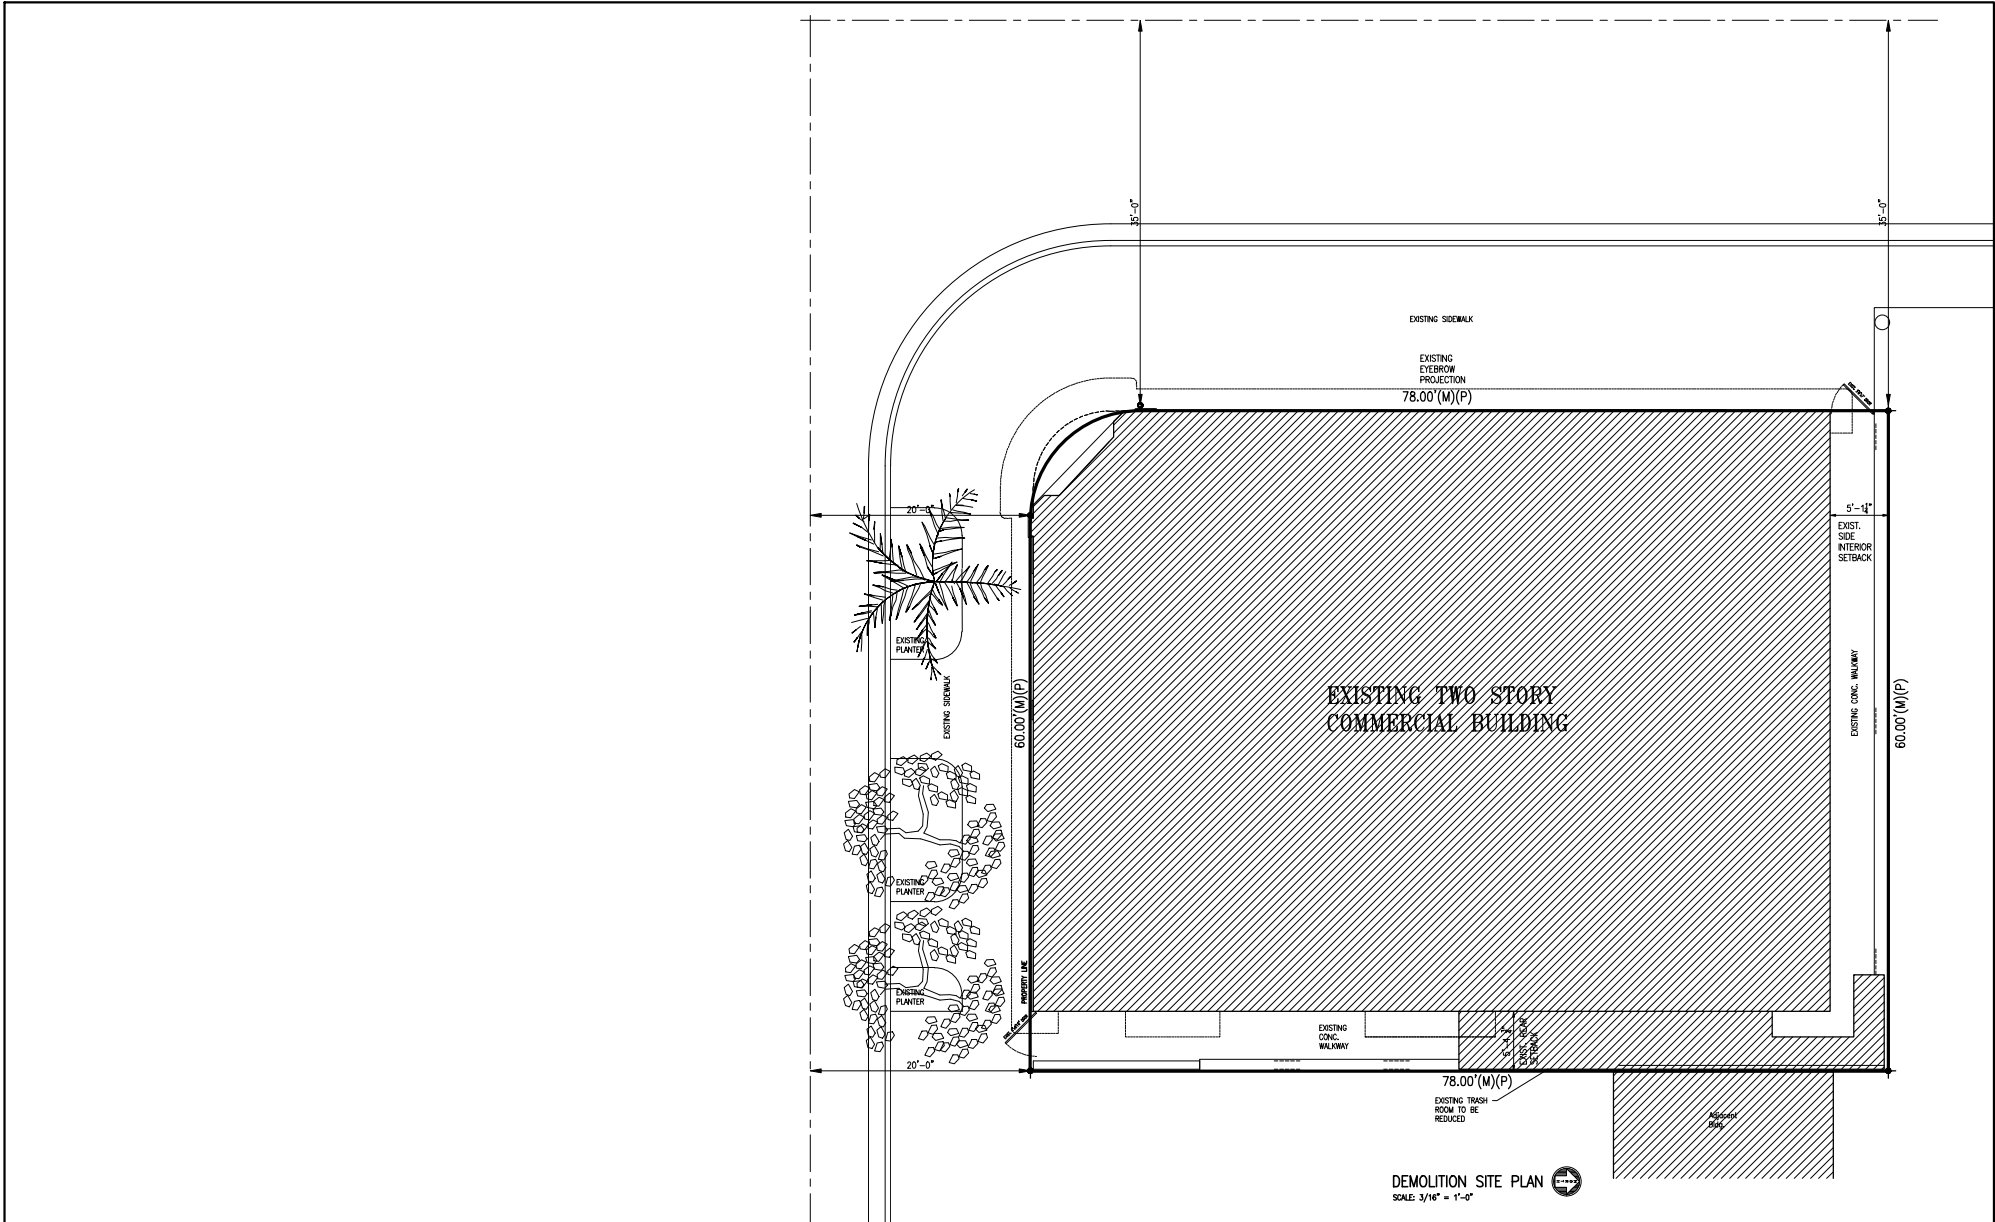 35'-0"
35'-0"
EXISTING SIDEWALK
EXISTING
EYEBROW
PROJECTION
78.00'(M)(P)
20'-0"
5'-1¼"
EXIST.
SIDE
INTERIOR
SETBACK
EXISTING
PLANTER
EXISTING SIDEWALK
60.00'(M)(P)
EXISTING TWO STORY
COMMERCIAL BUILDING
EXISTING CONC. WALKWAY
60.00'(M)(P)
EXISTING
PLANTER
EXISTING
PLANTER
PROPERTY LINE
EXISTING
CONC.
WALKWAY
EXIST. REAR
SETBACK
20'-0"
78.00'(M)(P)
EXISTING TRASH
ROOM TO BE
REDUCED
Adjacent
Bldg.
DEMOLITION SITE PLAN
SCALE: 3/16" = 1'-0"